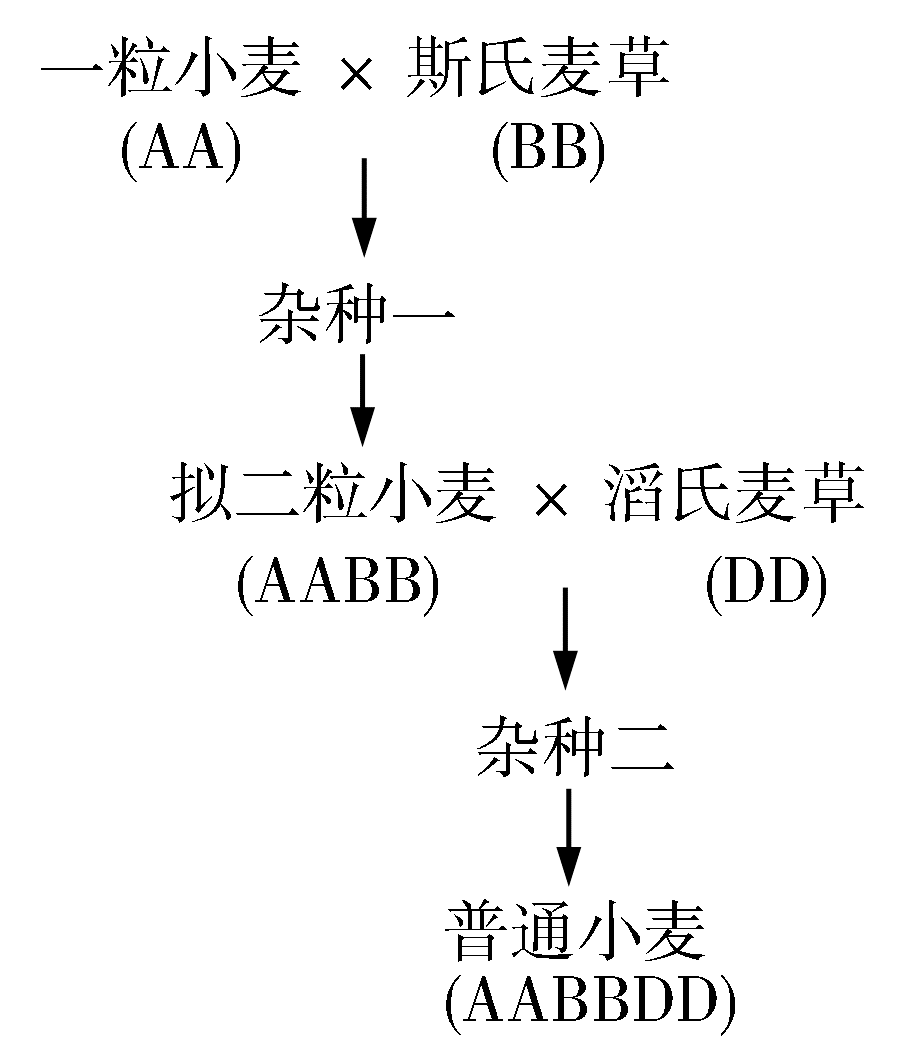 一粒小麦 × 斯氏麦草
(AA) (BB)
杂种一
拟二粒小麦 × 滔氏麦草
(AABB) (DD)
杂种二
普通小麦
(AABBDD)